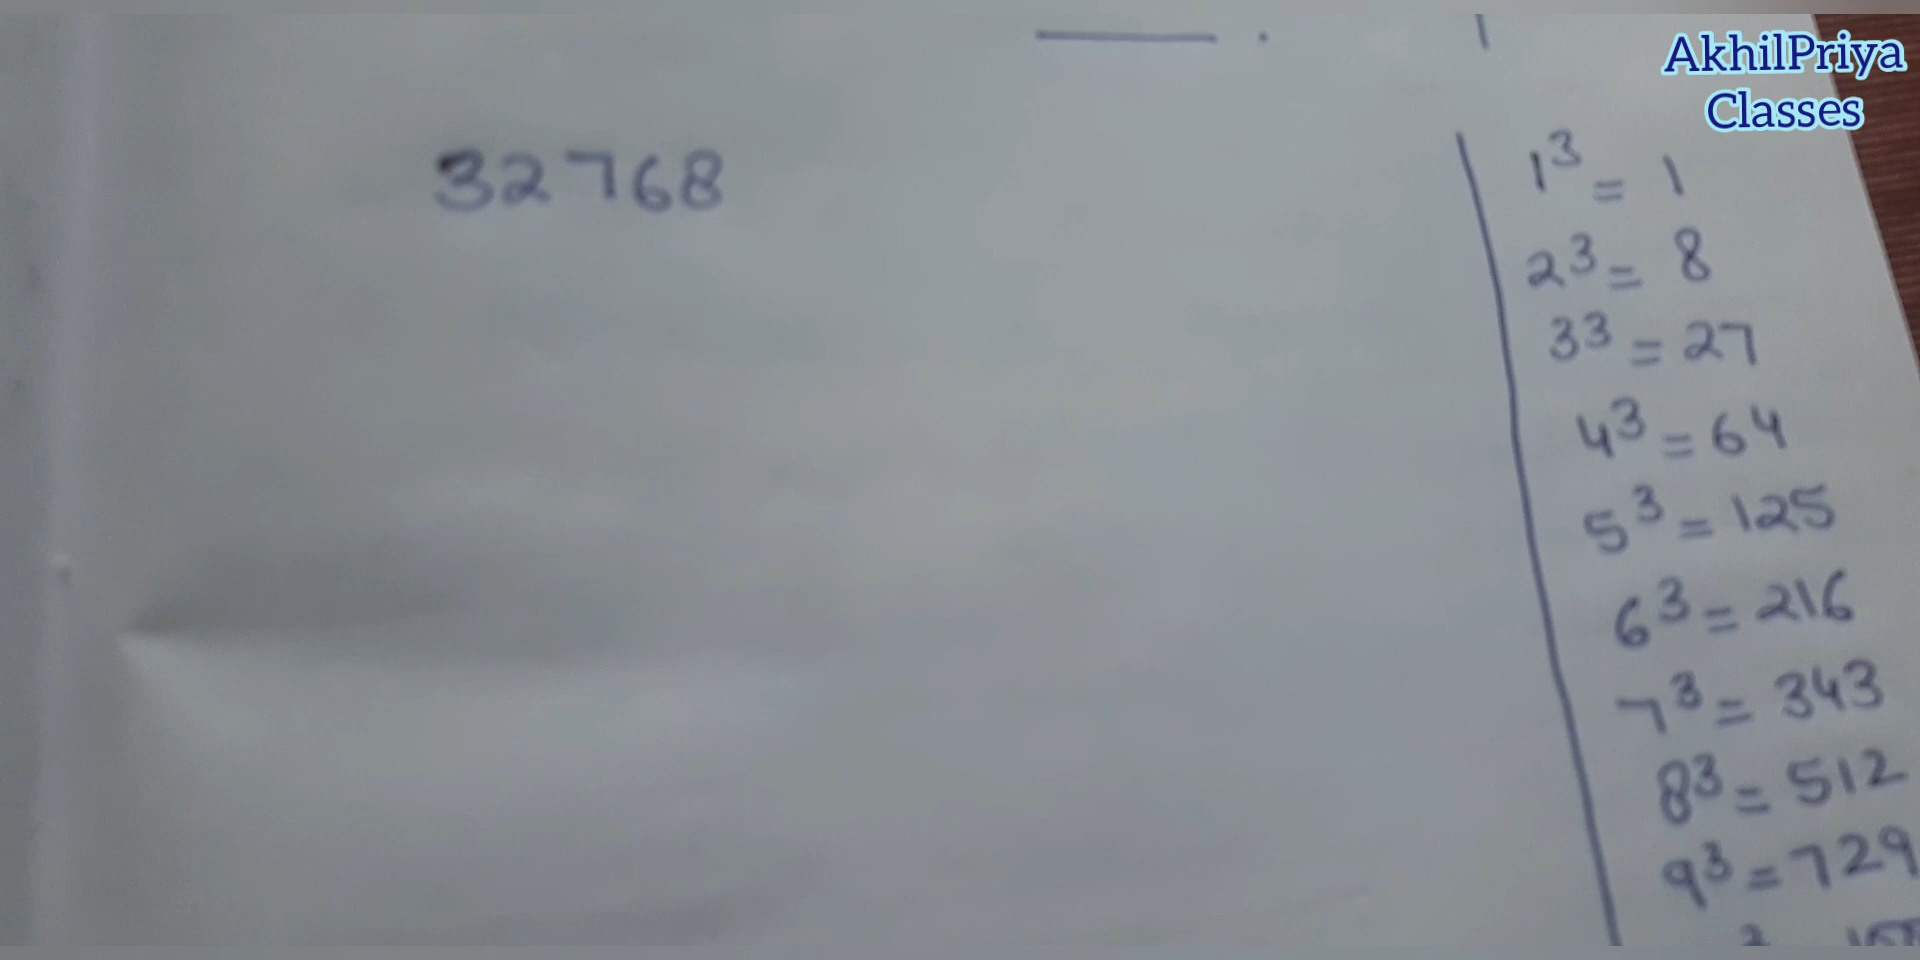 AkhilPriya
Classes
32768
1³ = 1
2³ = 8
3³ = 27
4³ = 64
5³ = 125
6³ = 216
7³ = 343
8³ = 512
9³ = 729